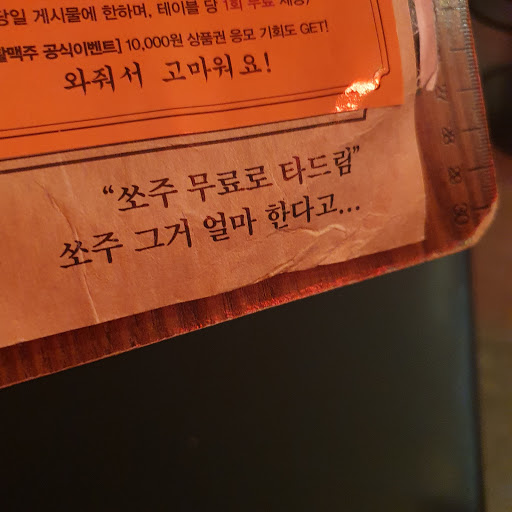 당일 게시물에 한하며, 테이블 당 1회 무료 제공,
맥주 공식이벤트] 10,000원 상품권 응모 기회도 GET!
와줘서 고마워요!
“쏘주 무료로 타드림”
쏘주 그거 얼마 한다고...